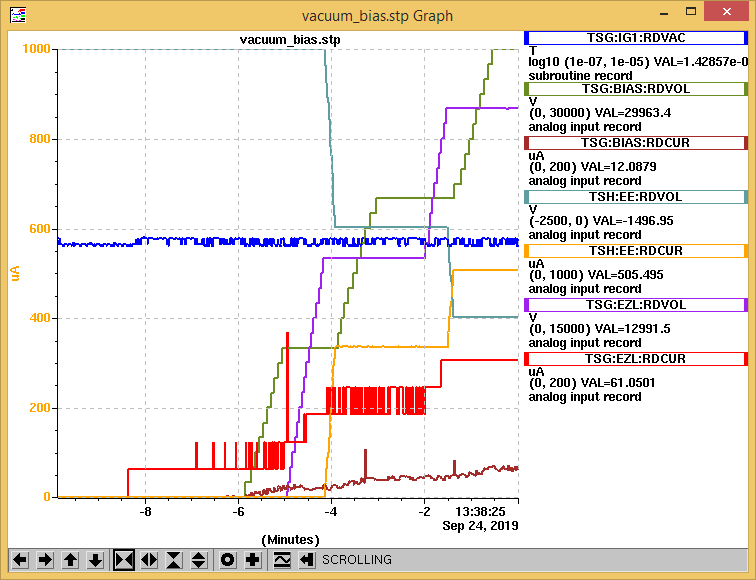 vacuum_bias.stp Graph
vacuum_bias.stp
1000
800
600
400
200
0
uA
-8
-6
-4
-2
13:38:25
Sep 24, 2019
(Minutes)
TSG:IG1:RDVAC
T
log10 (1e-07, 1e-05) VAL=1.42857e-0
subroutine record
TSG:BIAS:RDVOL
V
(0, 30000) VAL=29963.4
analog input record
TSG:BIAS:RDCUR
uA
(0, 200) VAL=12.0879
analog input record
TSH:EE:RDVOL
V
(-2500, 0) VAL=-1496.95
analog input record
TSH:EE:RDCUR
uA
(0, 1000) VAL=505.495
analog input record
TSG:EZL:RDVOL
V
(0, 15000) VAL=12991.5
analog input record
TSG:EZL:RDCUR
uA
(0, 200) VAL=61.0501
analog input record
SCROLLING